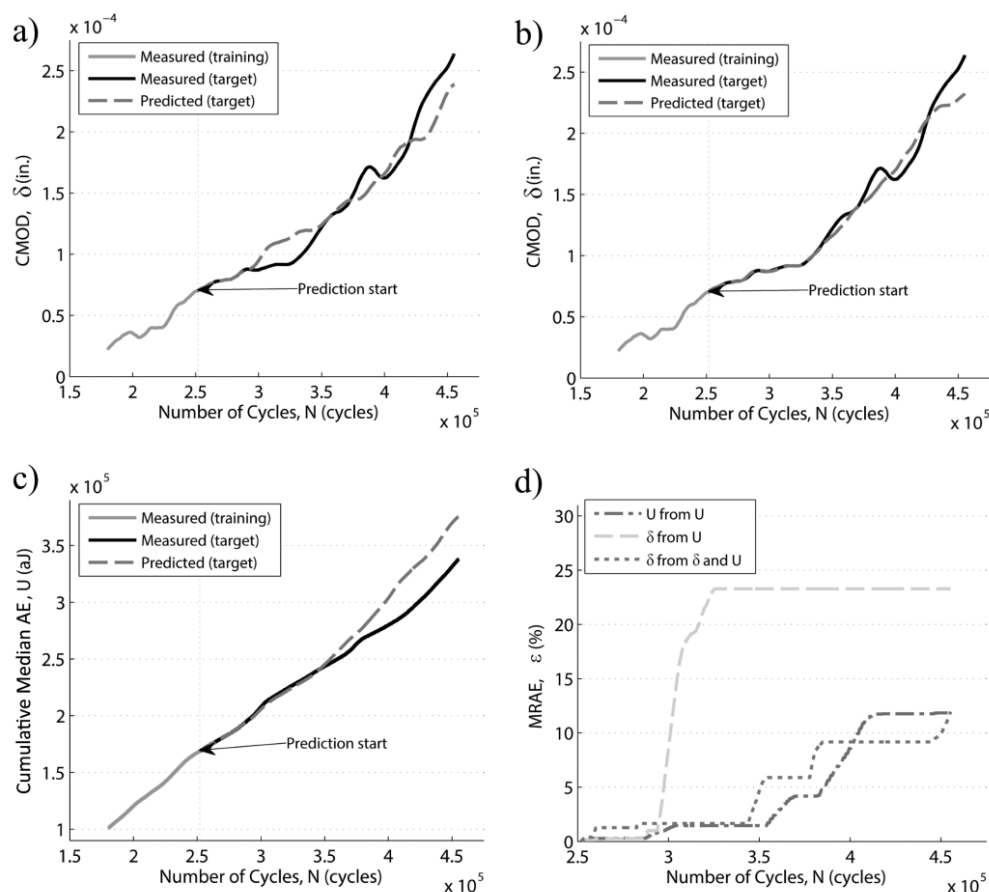 a)
x 10⁻⁴
Measured (training)
Measured (target)
Predicted (target)
2.5
2
1.5
1
0.5
0
CMOD, δ (in.)
Prediction start
1.5 2 2.5 3 3.5 4 4.5
Number of Cycles, N (cycles)
x 10⁵
b)
x 10⁻⁴
Measured (training)
Measured (target)
Predicted (target)
2.5
2
1.5
1
0.5
0
CMOD, δ (in.)
Prediction start
1.5 2 2.5 3 3.5 4 4.5
Number of Cycles, N (cycles)
x 10⁵
c)
x 10⁵
Measured (training)
Measured (target)
Predicted (target)
3.5
3
2.5
2
1.5
1
Cumulative Median AE, U (aJ)
Prediction start
1.5 2 2.5 3 3.5 4 4.5
Number of Cycles, N (cycles)
x 10⁵
d)
U from U
δ from U
δ from δ and U
30
25
20
15
10
5
0
MRAE, ε (%)
2.5 3 3.5 4 4.5
Number of Cycles, N (cycles)
x 10⁵